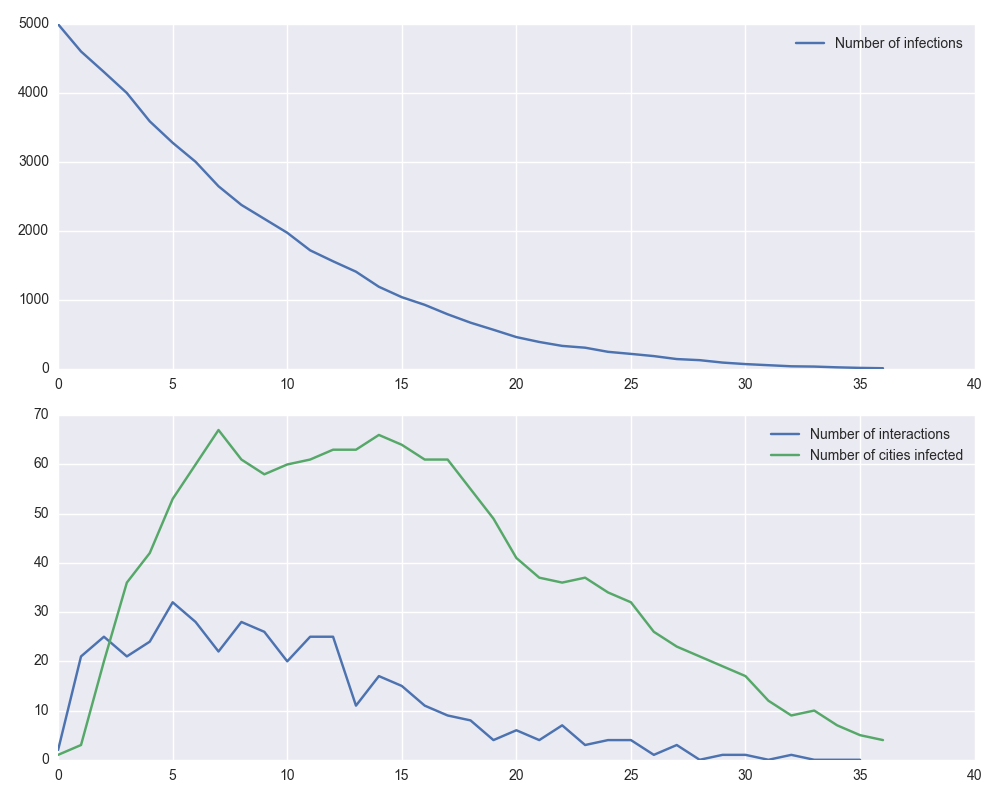 5000
Number of infections
4000
3000
2000
1000
0
0 5 10 15 20 25 30 35 40
70
Number of interactions
Number of cities infected
60
50
40
30
20
10
0
0 5 10 15 20 25 30 35 40